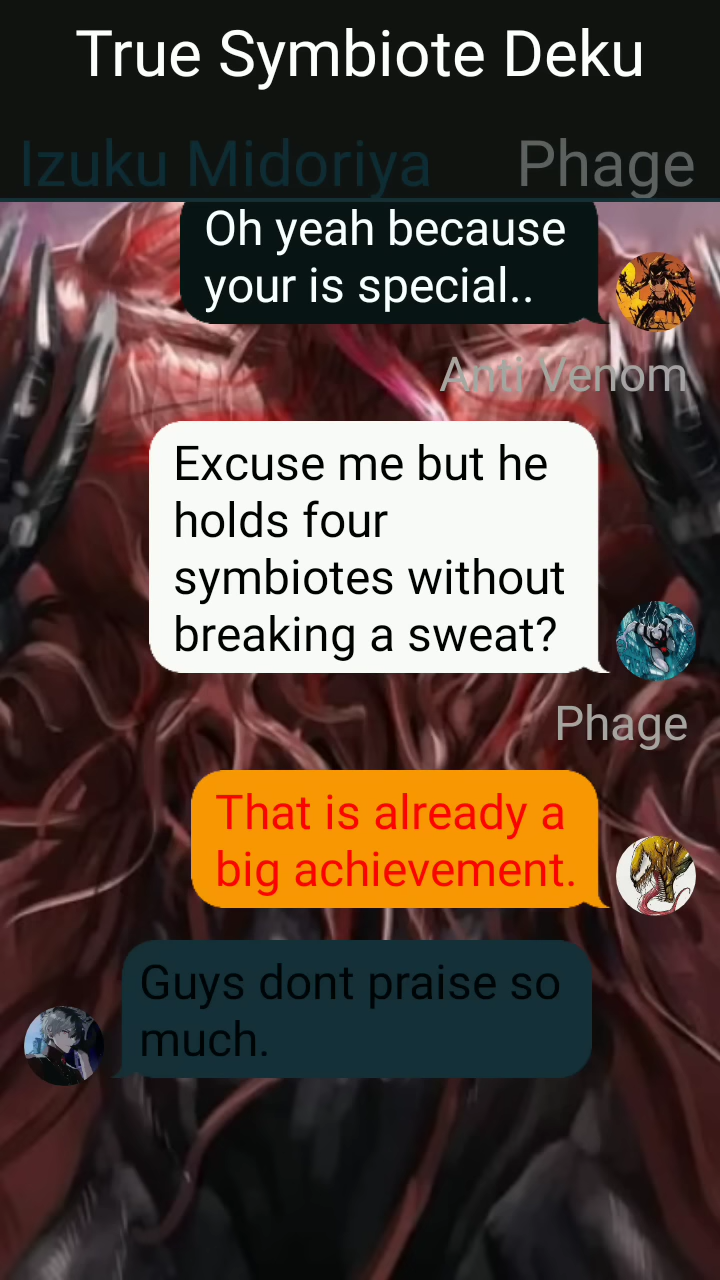 True Symbiote Deku
Izuku Midoriya Phage
Oh yeah because
your is special..
Anti Venom
Excuse me but he
holds four
symbiotes without
breaking a sweat?
Phage
That is already a
big achievement.
Guys dont praise so
much.